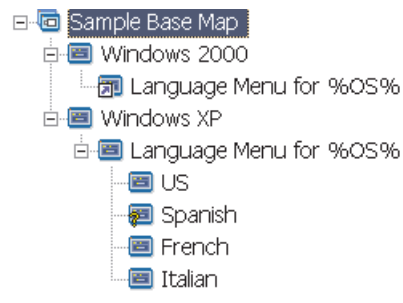 Sample Base Map
Windows 2000
Language Menu for %OS%
Windows XP
Language Menu for %OS%
US
Spanish
French
Italian